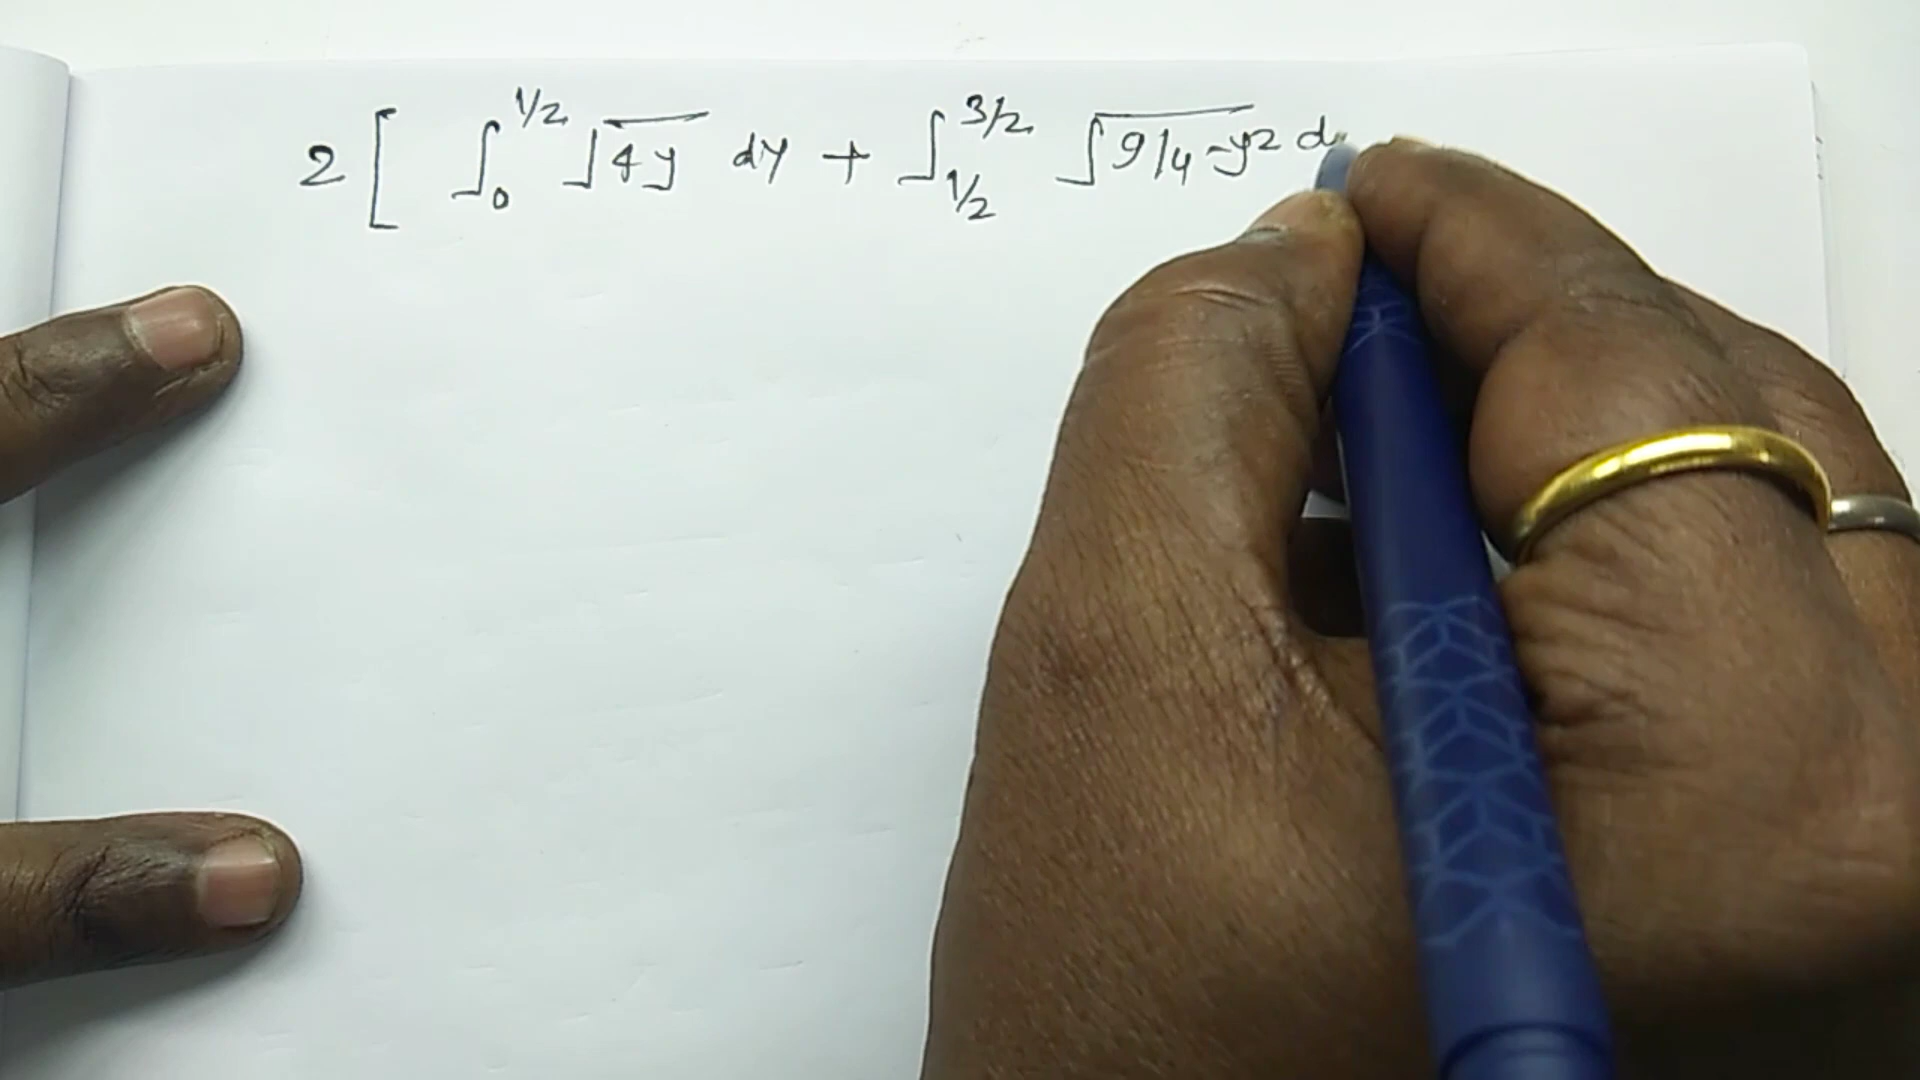 2 [ ∫₀^{1/2} √4y dy + ∫_{1/2}^{3/2} √9/4-y² d